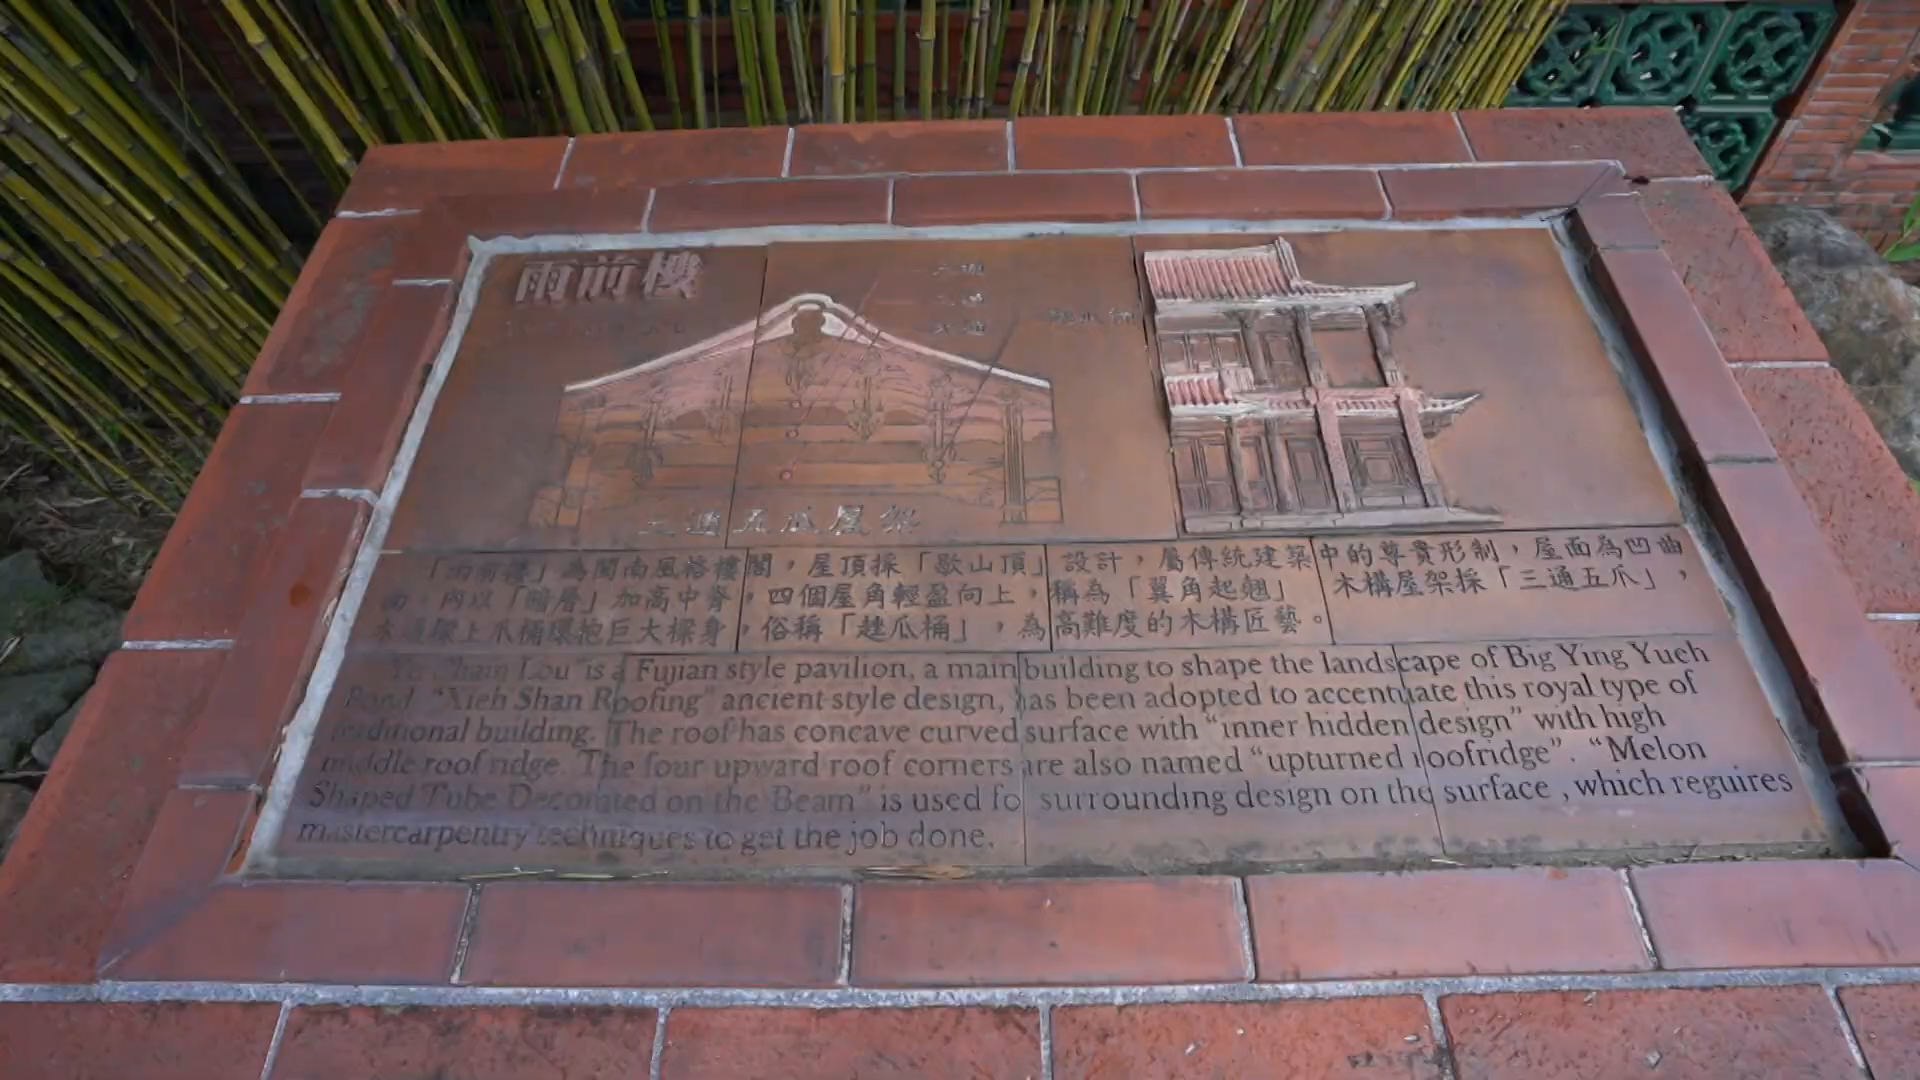 雨前樓
三通五瓜屋架
「雨前樓」為閩南風格樓閣，屋頂採「歇山頂」設計，屬傳統建築中的尊貴形制，屋面為凹曲
面，內以「暗厝」加高中脊，四個屋角輕盈向上，稱為「翼角起翹」木構屋架採「三通五爪」，
木通樑上爪桶環抱巨大樑身，俗稱「趖瓜桶」，為高難度的木構匠藝。
"Yu Chain Lou" is a Fujian style pavilion, a main building to shape the landscape of Big Ying Yueh
Pond. "Xieh Shan Roofing" ancient style design, has been adopted to accentuate this royal type of
traditional building. The roof has concave curved surface with "inner hidden design" with high
middle roof ridge. The four upward roof corners are also named "upturned roofridge". "Melon
Shaped Tube Decorated on the Beam" is used fo surrounding design on the surface , which reguires
mastercarpentry techniques to get the job done.